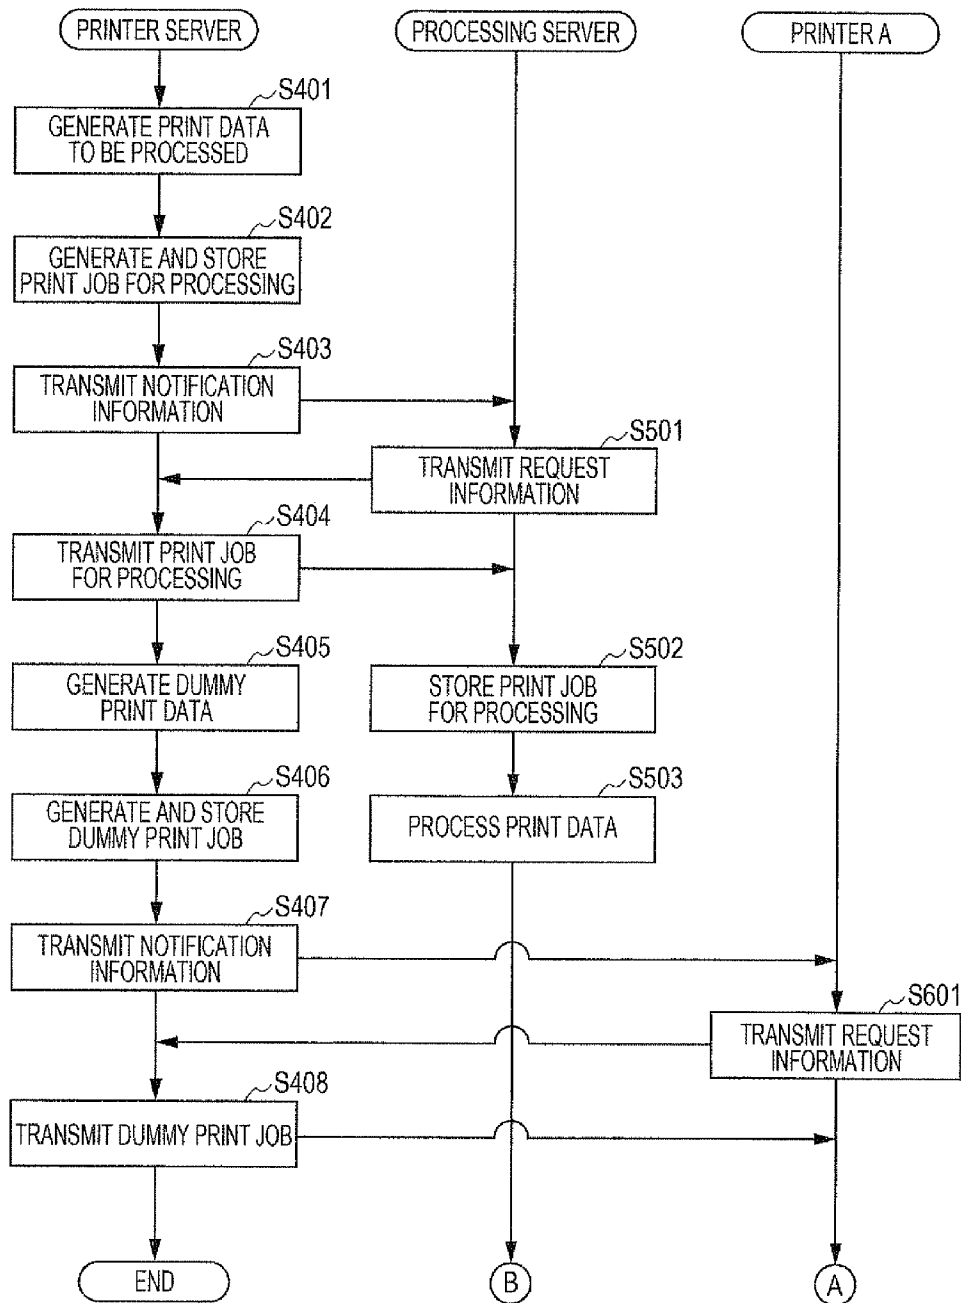 PRINTER SERVER
PROCESSING SERVER
PRINTER A
S401
GENERATE PRINT DATA
TO BE PROCESSED
S402
GENERATE AND STORE
PRINT JOB FOR PROCESSING
S403
TRANSMIT NOTIFICATION
INFORMATION
S501
TRANSMIT REQUEST
INFORMATION
S404
TRANSMIT PRINT JOB
FOR PROCESSING
S405
GENERATE DUMMY
PRINT DATA
S502
STORE PRINT JOB
FOR PROCESSING
S406
GENERATE AND STORE
DUMMY PRINT JOB
S503
PROCESS PRINT DATA
S407
TRANSMIT NOTIFICATION
INFORMATION
S601
TRANSMIT REQUEST
INFORMATION
S408
TRANSMIT DUMMY PRINT JOB
END
B
A